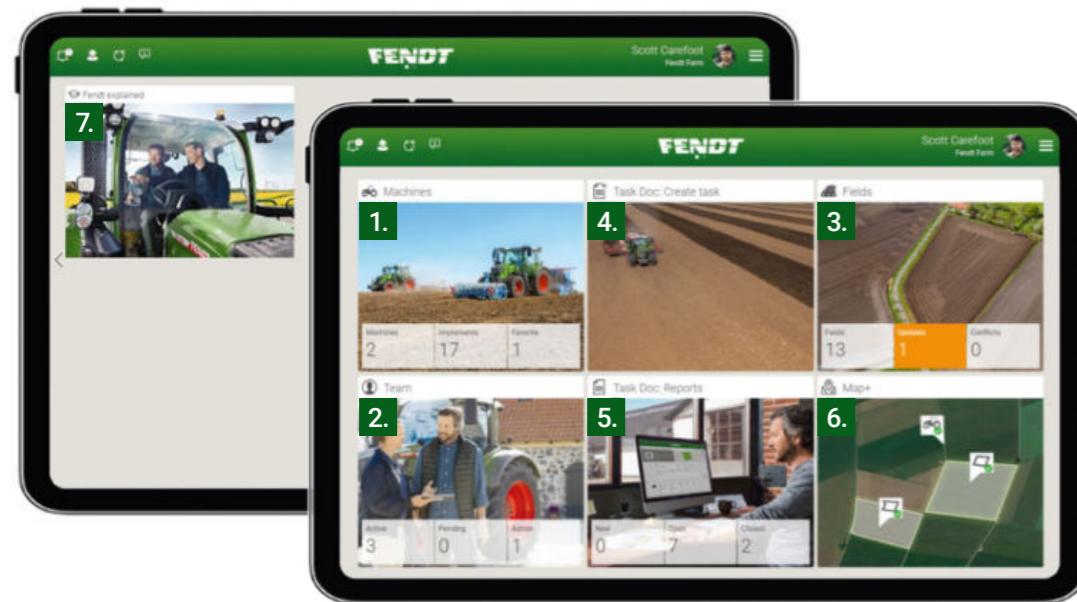 FENDT
Scott Carefoot
Fendt Farm
Fendt explained
7.
FENDT
Scott Carefoot
Fendt Farm
Machines
1.
Machines
2
Implements
17
Favorite
1
Task Doc: Create task
4.
Fields
3.
Fields
13
Updates
1
Conflicts
0
Team
2.
Active
3
Pending
0
Admin
1
Task Doc: Reports
5.
New
0
Open
7
Closed
2
Map+
6.